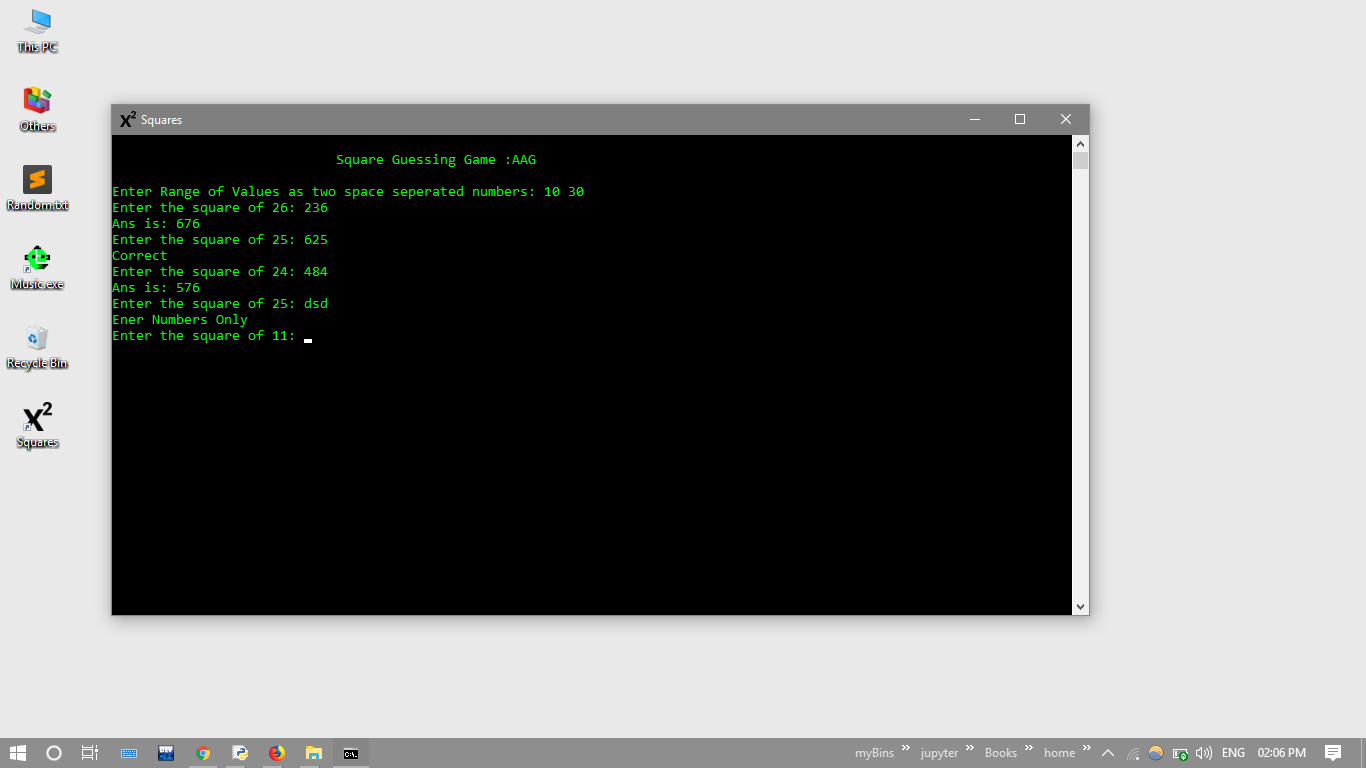 This PC
Others
Random.txt
Music.exe
Recycle Bin
X2
Squares
X2 Squares
Square Guessing Game :AAG
Enter Range of Values as two space seperated numbers: 10 30
Enter the square of 26: 236
Ans is: 676
Enter the square of 25: 625
Correct
Enter the square of 24: 484
Ans is: 576
Enter the square of 25: dsd
Ener Numbers Only
Enter the square of 11:
myBins » jupyter » Books » home » ENG 02:06 PM